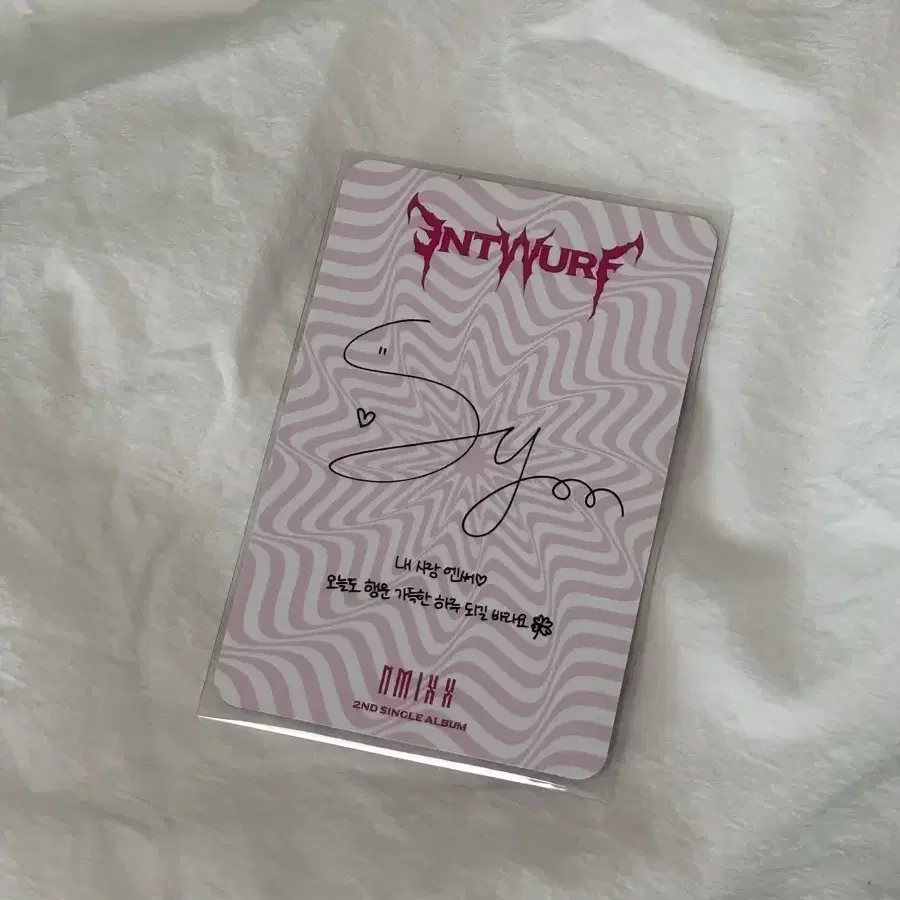 ENTWURF
Sy
내 사랑 엔써♡
오늘도 행운 가득한 하루 되길 바라요 🍀
NMIXX
2ND SINGLE ALBUM